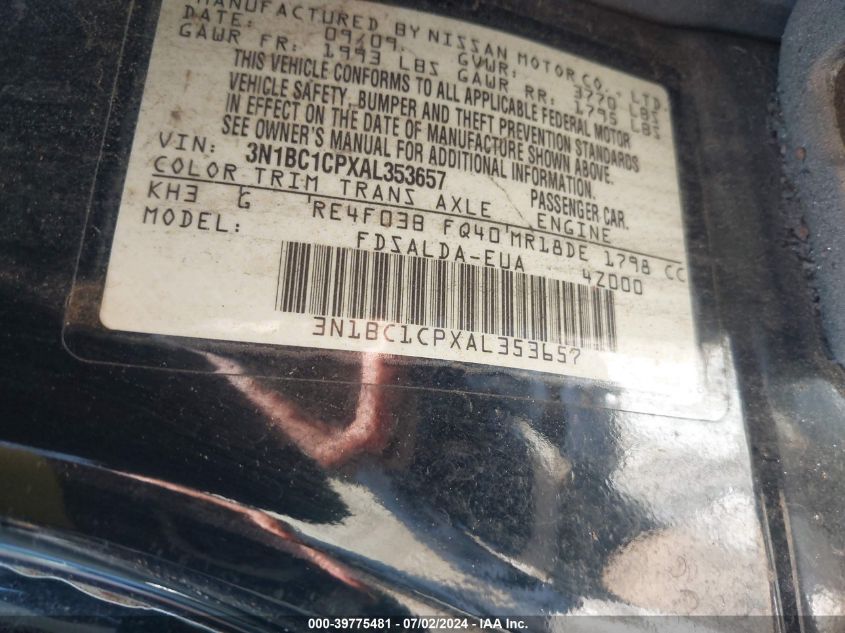 MANUFACTURED BY NISSAN MOTOR CO., LTD.
DATE: 09/09. GVWR: 3770 LBS
GAWR FR: 1993 LBS GAWR RR: 1795 LBS
THIS VEHICLE CONFORMS TO ALL APPLICABLE FEDERAL MOTOR
VEHICLE SAFETY, BUMPER AND THEFT PREVENTION STANDARDS
IN EFFECT ON THE DATE OF MANUFACTURE SHOWN ABOVE.
SEE OWNER'S MANUAL FOR ADDITIONAL INFORMATION.
VIN: 3N1BC1CPXAL353657 PASSENGER CAR.
COLOR TRIM TRANS AXLE ENGINE
KH3 G RE4F03B FQ40 MR18DE 1798 CC
MODEL: FDSALDA-EUA 4Z000
3N1BC1CPXAL353657
000-39775481 - 07/02/2024 - IAA Inc.